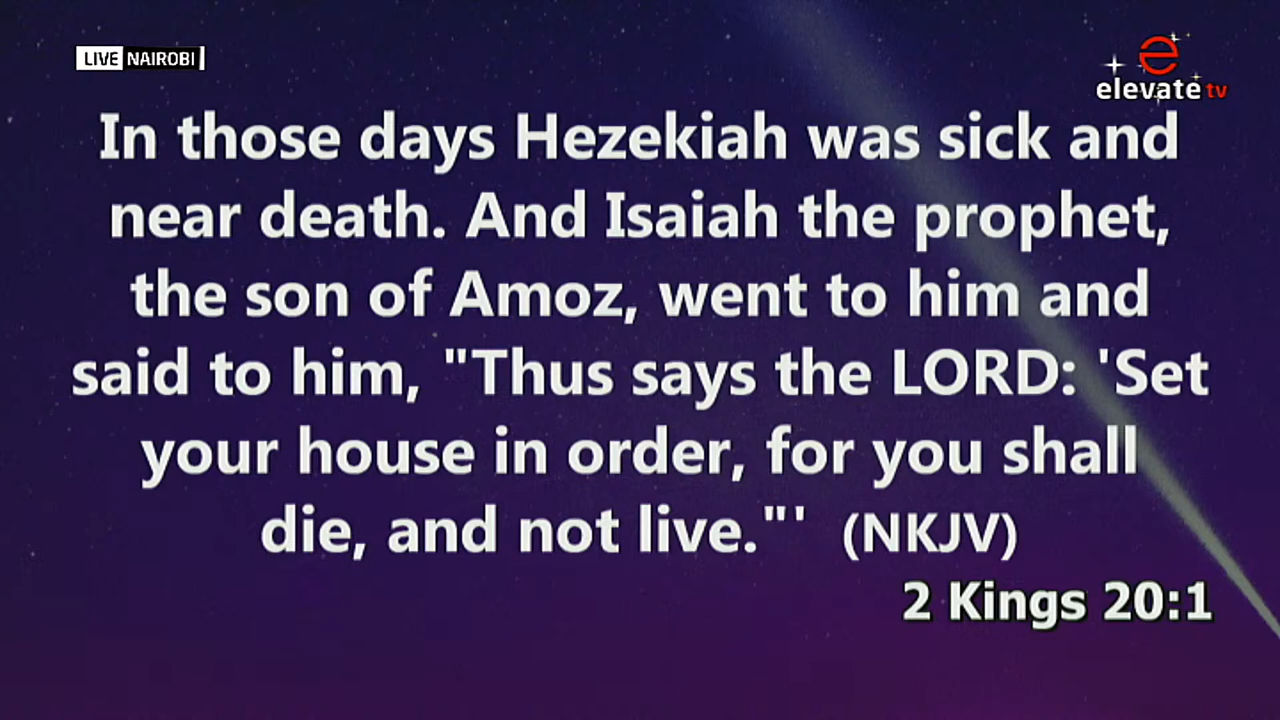 LIVE NAIROBI
elevate tv
In those days Hezekiah was sick and
near death. And Isaiah the prophet,
the son of Amoz, went to him and
said to him, "Thus says the LORD: 'Set
your house in order, for you shall
die, and not live."' (NKJV)
2 Kings 20:1